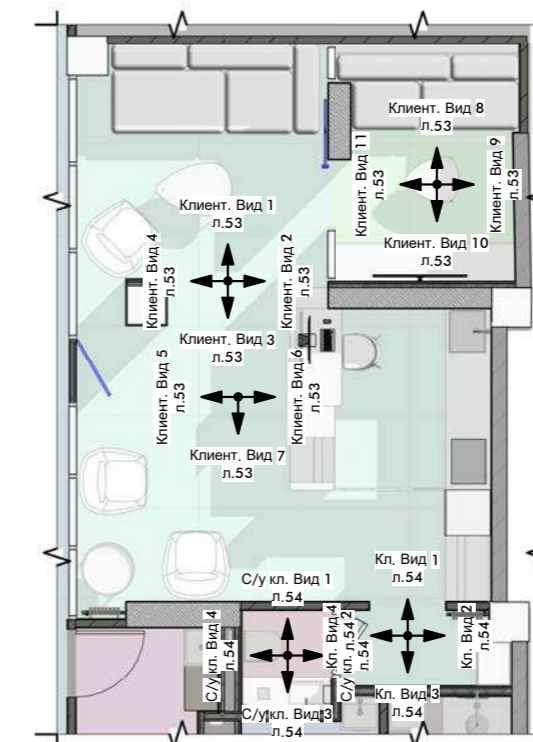 Клиент. Вид 8
л.53
Клиент. Вид 11
л.53
Клиент. Вид 9
л.53
Клиент. Вид 10
л.53
Клиент. Вид 1
л.53
Клиент. Вид 4
л.53
Клиент. Вид 2
л.53
Клиент. Вид 3
л.53
Клиент. Вид 5
л.53
Клиент. Вид 6
л.53
Клиент. Вид 7
л.53
С/у кл. Вид 1
л.54
Кл. Вид 1
л.54
С/у кл. Вид 4
л.54
Кл. Вид 4
л.54
С/у кл. Вид 2
л.54
Кл. Вид 2
л.54
С/у кл. Вид 3
л.54
Кл. Вид 3
л.54